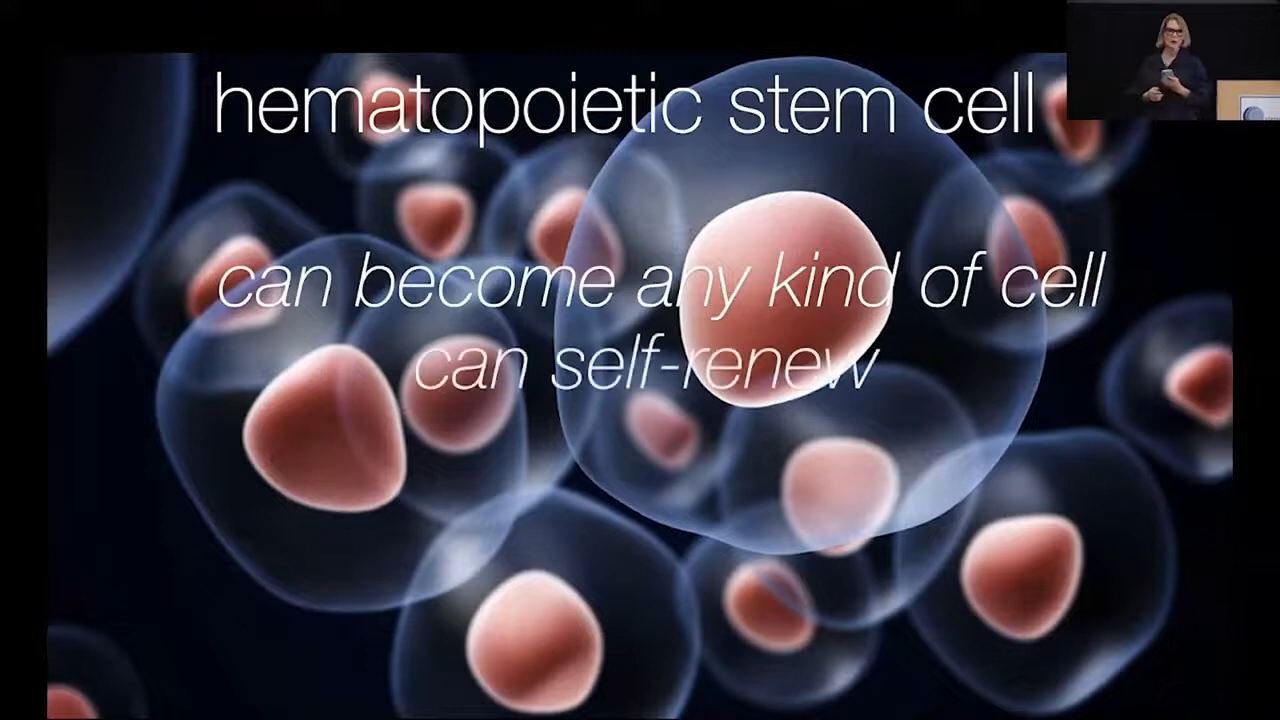 hematopoietic stem cell
can become any kind of cell
can self-renew